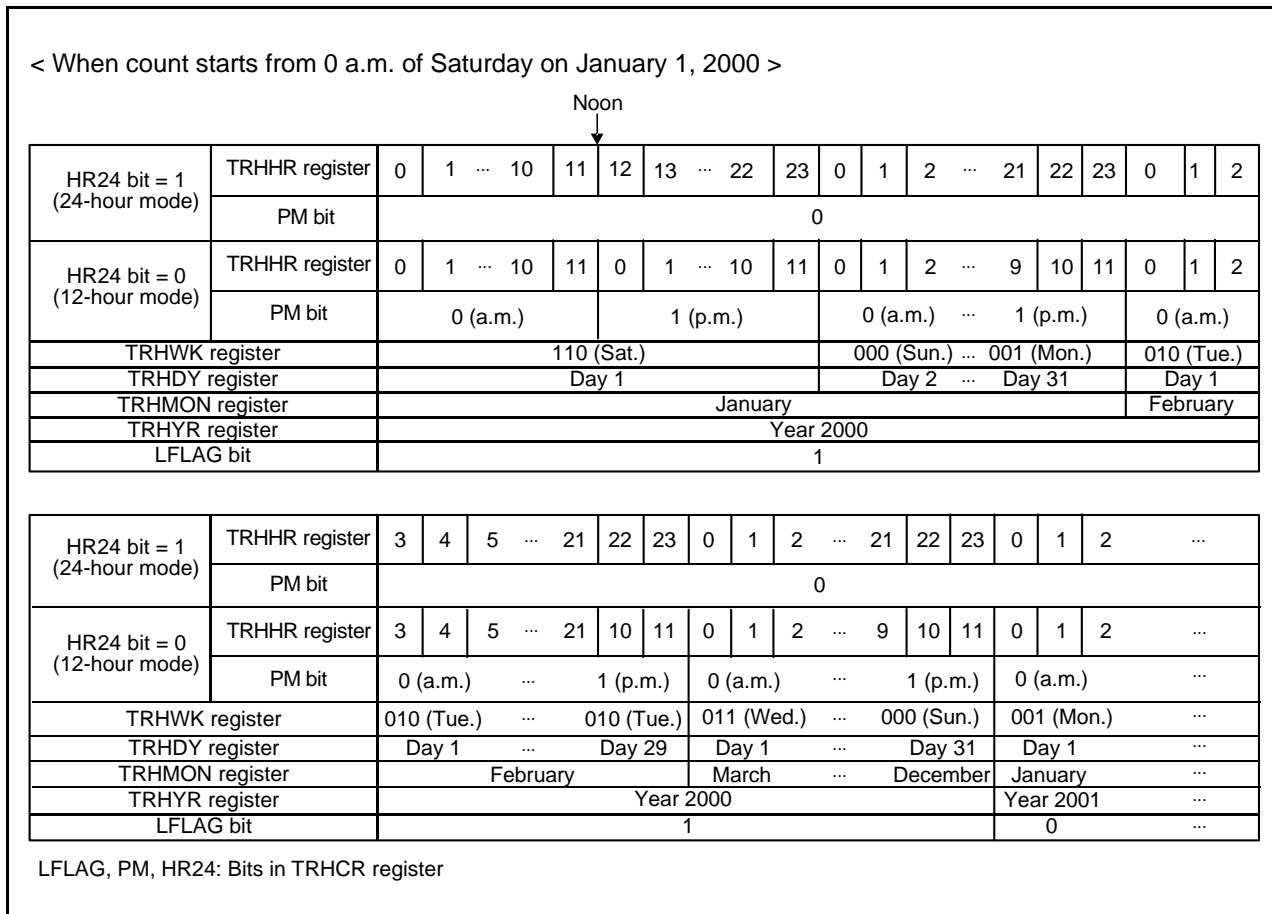 < When count starts from 0 a.m. of Saturday on January 1, 2000 >
Noon
HR24 bit = 1 (24-hour mode) TRHHR register 0 1 ... 10 11 12 13 ... 22 23 0 1 2 ... 21 22 23 0 1 2
PM bit 0
HR24 bit = 0 (12-hour mode) TRHHR register 0 1 ... 10 11 0 1 ... 10 11 0 1 2 ... 9 10 11 0 1 2
PM bit 0 (a.m.) 1 (p.m.) 0 (a.m.) ... 1 (p.m.) 0 (a.m.)
TRHWK register 110 (Sat.) 000 (Sun.) ... 001 (Mon.) 010 (Tue.)
TRHDY register Day 1 Day 2 ... Day 31 Day 1
TRHMON register January February
TRHYR register Year 2000
LFLAG bit 1
HR24 bit = 1 (24-hour mode) TRHHR register 3 4 5 ... 21 22 23 0 1 2 ... 21 22 23 0 1 2 ...
PM bit 0
HR24 bit = 0 (12-hour mode) TRHHR register 3 4 5 ... 21 10 11 0 1 2 ... 9 10 11 0 1 2 ...
PM bit 0 (a.m.) ... 1 (p.m.) 0 (a.m.) ... 1 (p.m.) 0 (a.m.) ...
TRHWK register 010 (Tue.) ... 010 (Tue.) 011 (Wed.) ... 000 (Sun.) 001 (Mon.) ...
TRHDY register Day 1 ... Day 29 Day 1 ... Day 31 Day 1 ...
TRHMON register February March ... December January ...
TRHYR register Year 2000 Year 2001 ...
LFLAG bit 1 0 ...
LFLAG, PM, HR24: Bits in TRHCR register